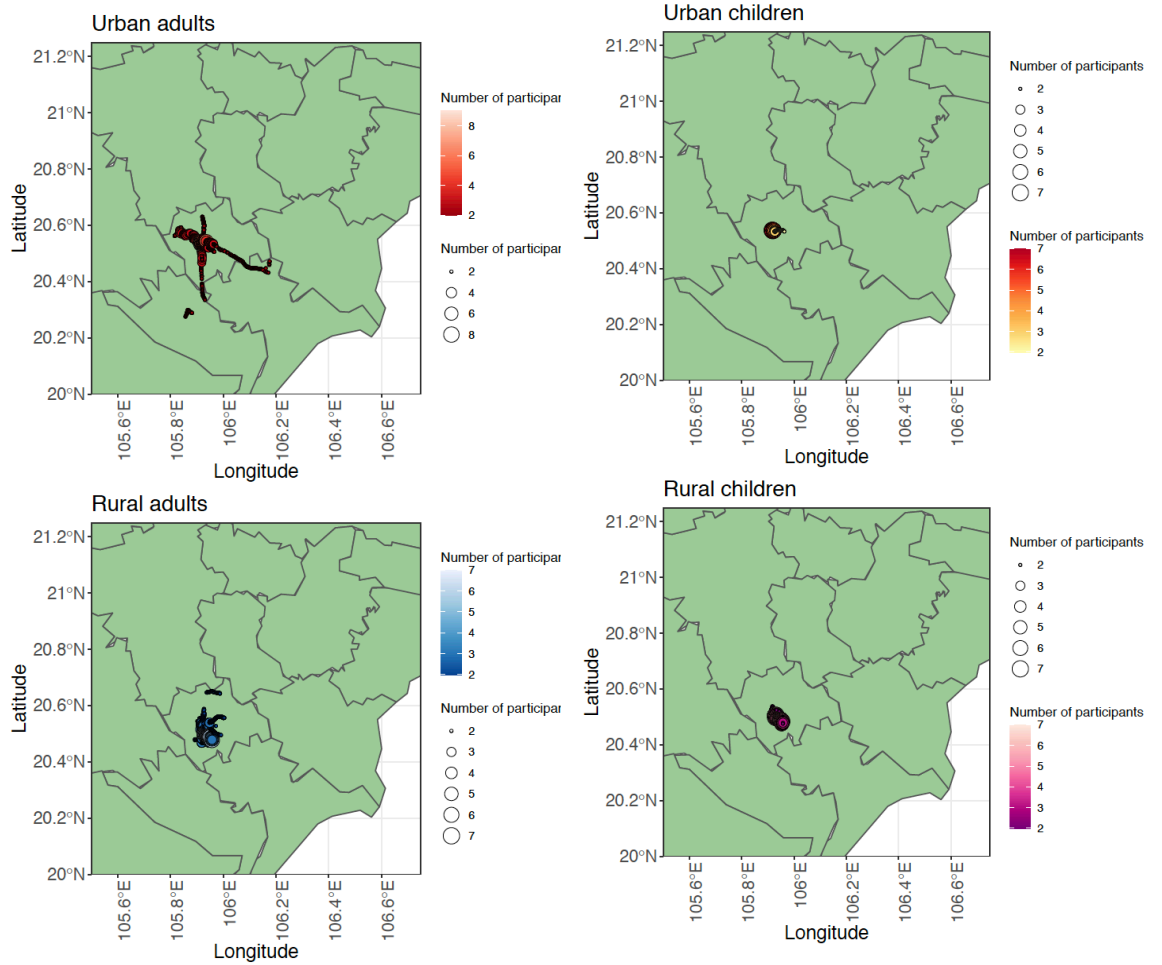 Urban adults
21.2°N
21°N
20.8°N
20.6°N
20.4°N
20.2°N
20°N
Latitude
105.6°E
105.8°E
106°E
106.2°E
106.4°E
106.6°E
Longitude
Number of participar
8
6
4
2
Number of participar
2
4
6
8
Urban children
21.2°N
21°N
20.8°N
20.6°N
20.4°N
20.2°N
20°N
Latitude
105.6°E
105.8°E
106°E
106.2°E
106.4°E
106.6°E
Longitude
Number of participants
2
3
4
5
6
7
Number of participants
7
6
5
4
3
2
Rural adults
21.2°N
21°N
20.8°N
20.6°N
20.4°N
20.2°N
20°N
Latitude
105.6°E
105.8°E
106°E
106.2°E
106.4°E
106.6°E
Longitude
Number of participar
7
6
5
4
3
2
Number of participar
2
3
4
5
6
7
Rural children
21.2°N
21°N
20.8°N
20.6°N
20.4°N
20.2°N
20°N
Latitude
105.6°E
105.8°E
106°E
106.2°E
106.4°E
106.6°E
Longitude
Number of participants
2
3
4
5
6
7
Number of participants
7
6
5
4
3
2